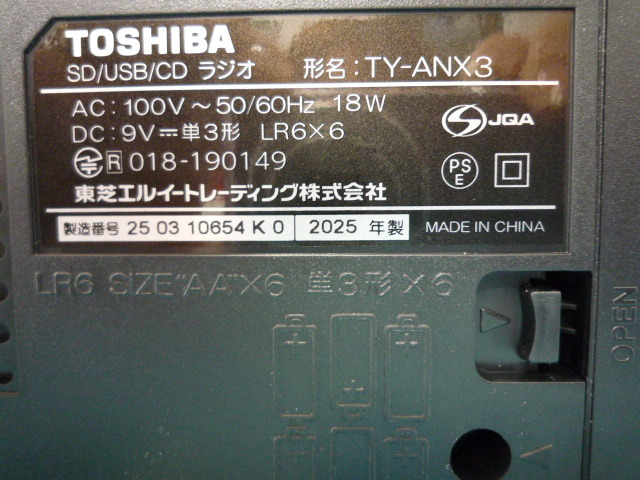 TOSHIBA
SD/USB/CD ラジオ 形名：TY-ANX3
AC：100V～50/60Hz 18W
DC：9V⎓単3形 LR6×6
R 018-190149
JQA
PS
E
東芝エルイートレーディング株式会社
製造番号 25 03 10654 K 0 2025 年製 MADE IN CHINA
LR6 SIZE"AA"X6 単3形×6
OPEN